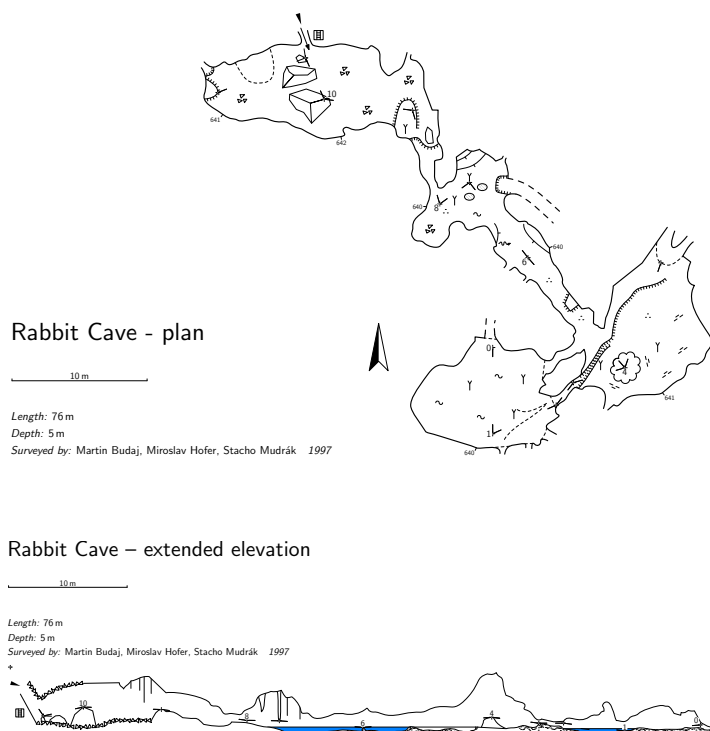 10
641
642
640
8
640
6
Rabbit Cave - plan
10 m
0
4
641
Length: 76 m
Depth: 5 m
Surveyed by: Martin Budaj, Miroslav Hofer, Stacho Mudrák 1997
1
640
Rabbit Cave – extended elevation
10 m
Length: 76 m
Depth: 5 m
Surveyed by: Martin Budaj, Miroslav Hofer, Stacho Mudrák 1997
10
8
6
4
1
0